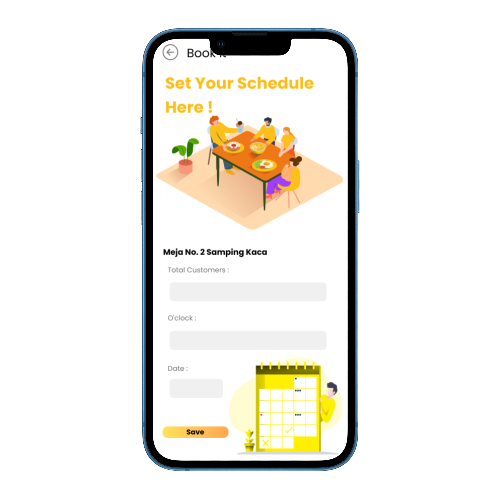 Book It
Set Your Schedule
Here !
Meja No. 2 Samping Kaca
Total Customers :
O'clock :
Date :
Save